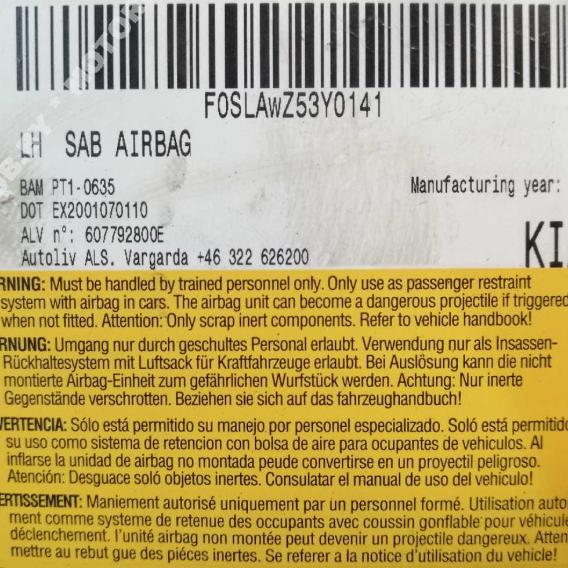 F0SLAwZ53Y0141
LH SAB AIRBAG
BAM PT1-0635
Manufacturing year:
DOT EX2001070110
ALV nº: 607792800E
KI
Autoliv ALS. Vargarda +46 322 626200
RNING: Must be handled by trained personnel only. Only use as passenger restraint
system with airbag in cars. The airbag unit can become a dangerous projectile if triggered
when not fitted. Attention: Only scrap inert components. Refer to vehicle handbook!
RNUNG: Umgang nur durch geschultes Personal erlaubt. Verwendung nur als Insassen-
Rückhaltesystem mit Luftsack für Kraftfahrzeuge erlaubt. Bei Auslösung kann die nicht
montierte Airbag-Einheit zum gefährlichen Wurfstück werden. Achtung: Nur inerte
Gegenstände verschrotten. Beziehen sie sich auf das fahrzeughandbuch!
VERTENCIA: Sólo está permitido su manejo por personel especializado. Soló está permitido
su uso como sistema de retencion con bolsa de aire para ocupantes de vehiculos. Al
inflarse la unidad de airbag no montada peude convertirse en un proyectil peligroso.
Atención: Desguace soló objetos inertes. Consulatar el manual de uso del vehículo!
ERTISSEMENT: Maniement autorisé uniquement par un personnel formé. Utilisation auto
ment comme systeme de retenue des occupants avec coussin gonflable pour véhicule
déclenchement. l'unité airbag non montée peut devenir un projectile dangereux. Atten
mettre au rebut gue des piéces inertes. Se referer a la notice d'utilisation du vehicle!